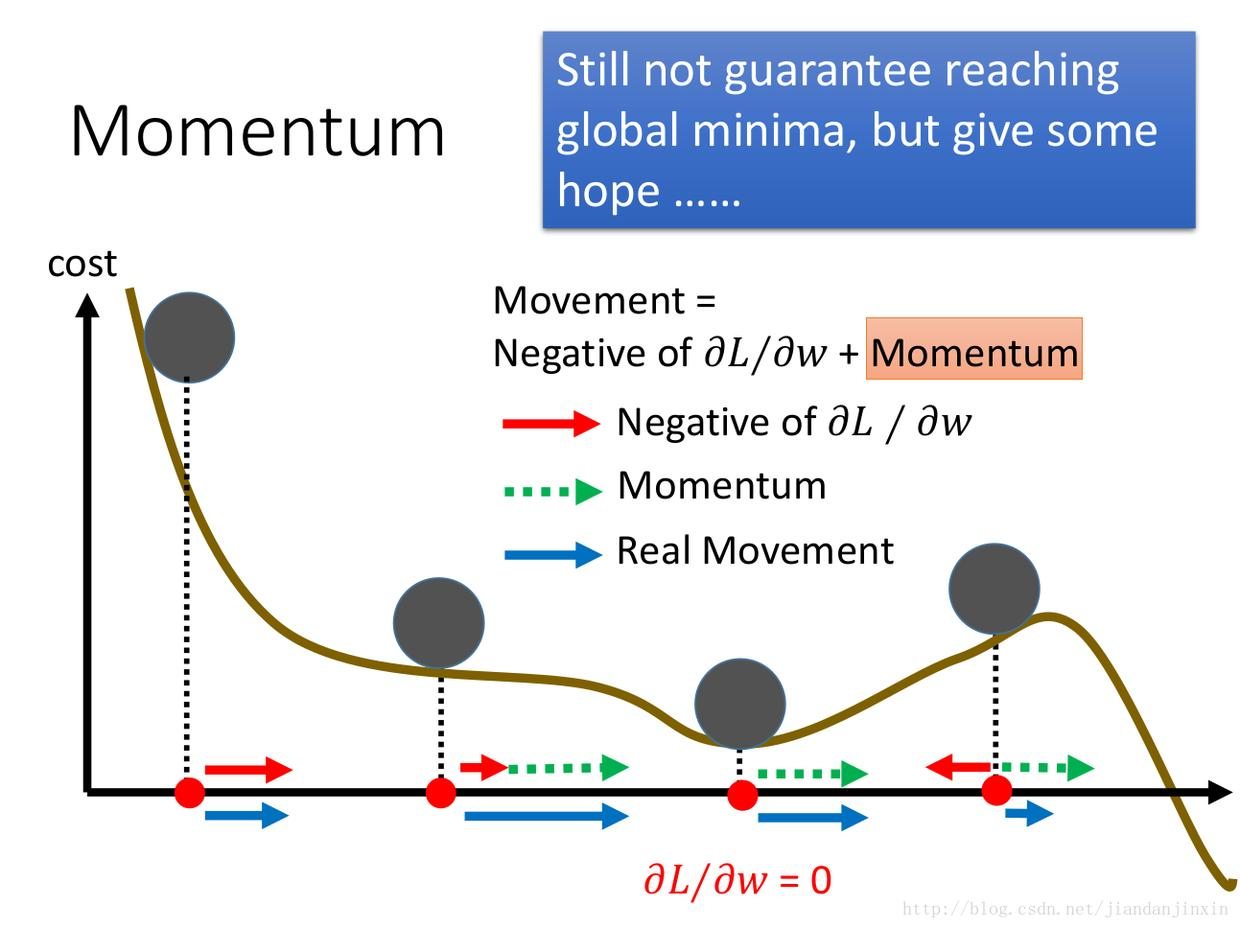 Momentum
Still not guarantee reaching
global minima, but give some
hope ……
cost
Movement =
Negative of ∂L/∂w + Momentum
Negative of ∂L / ∂w
Momentum
Real Movement
∂L/∂w = 0
http://blog.csdn.net/jiandanjinxin